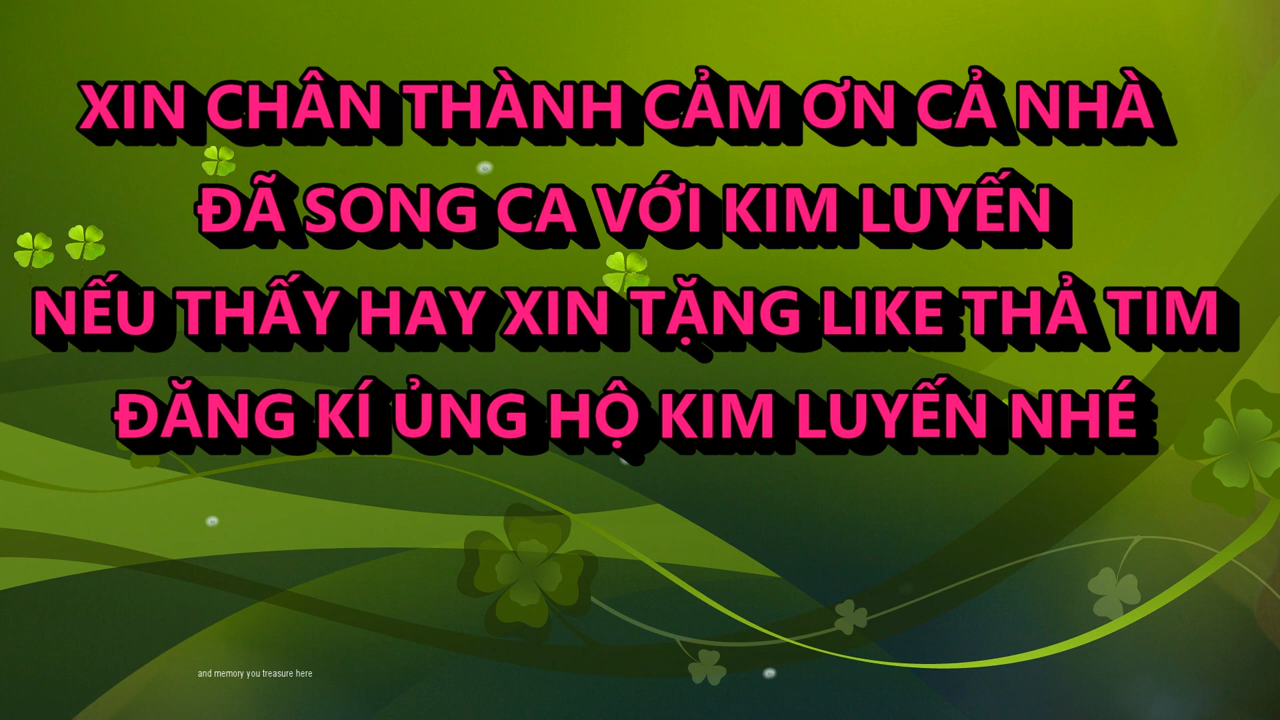 XIN CHÂN THÀNH CẢM ƠN CẢ NHÀ
ĐÃ SONG CA VỚI KIM LUYẾN
NẾU THẤY HAY XIN TẶNG LIKE THẢ TIM
ĐĂNG KÍ ỦNG HỘ KIM LUYẾN NHÉ
and memory you treasure here